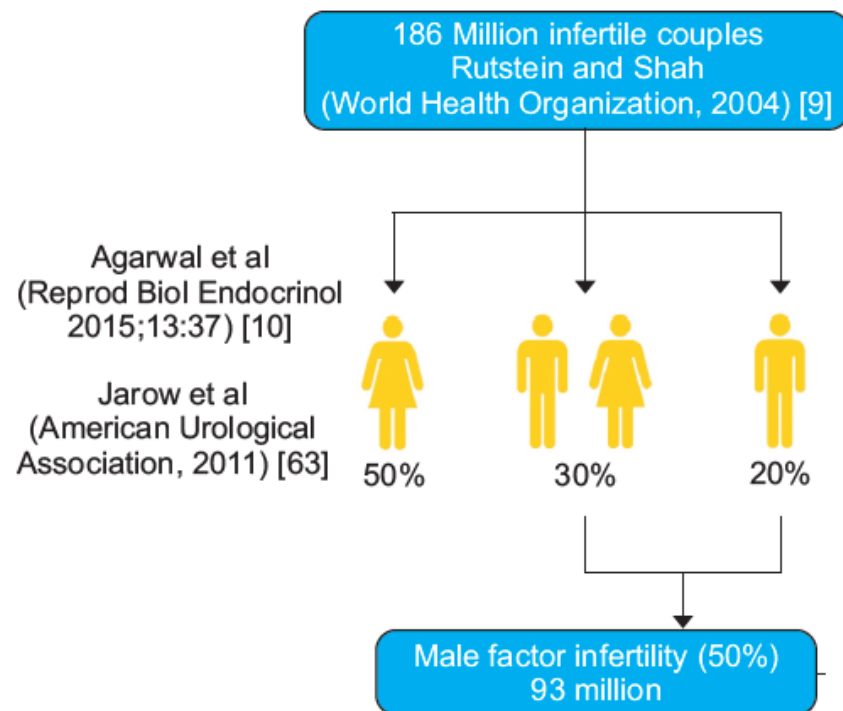 186 Million infertile couples
Rutstein and Shah
(World Health Organization, 2004) [9]
Agarwal et al
(Reprod Biol Endocrinol
2015;13:37) [10]
Jarow et al
(American Urological
Association, 2011) [63]
50%
30%
20%
Male factor infertility (50%)
93 million